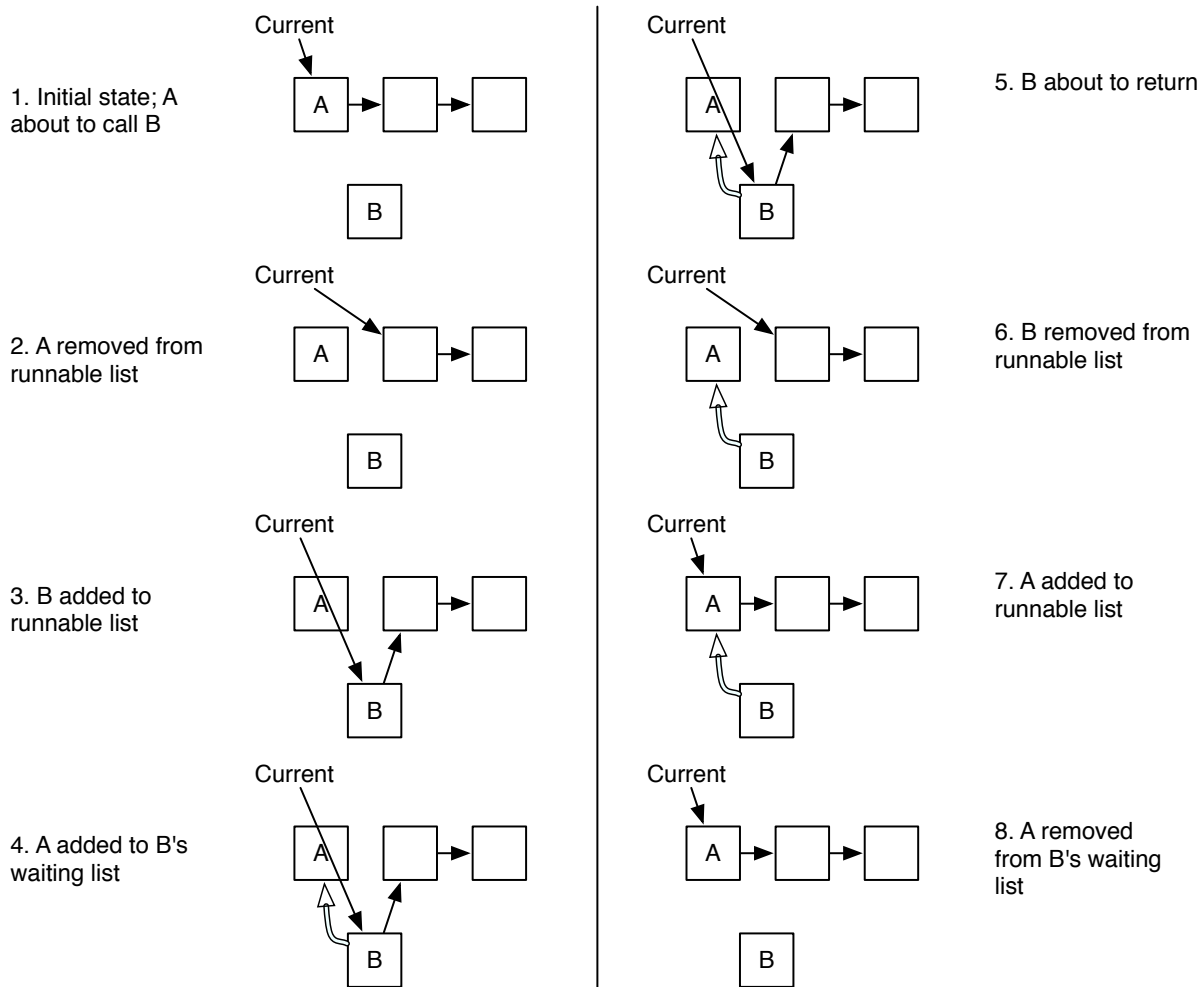 Current
1. Initial state; A
about to call B
A
B
Current
2. A removed from
runnable list
A
B
Current
3. B added to
runnable list
A
B
Current
4. A added to B's
waiting list
A
B
Current
5. B about to return
A
B
Current
6. B removed from
runnable list
A
B
Current
7. A added to
runnable list
A
B
Current
8. A removed
from B's waiting
list
A
B